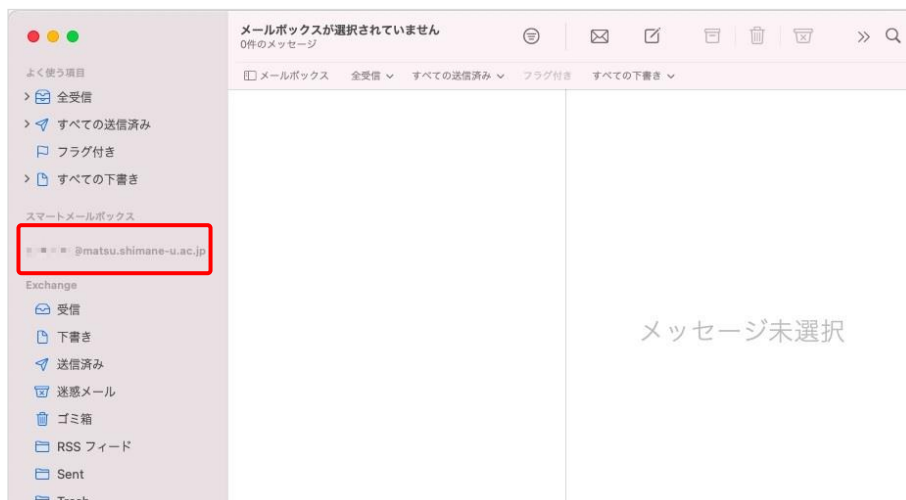 メールボックスが選択されていません
0件のメッセージ
メールボックス 全受信 すべての送信済み フラグ付き すべての下書き
よく使う項目
全受信
すべての送信済み
フラグ付き
すべての下書き
スマートメールボックス
@matsu.shimane-u.ac.jp
Exchange
受信
下書き
送信済み
迷惑メール
ゴミ箱
RSS フィード
Sent
Trash
メッセージ未選択